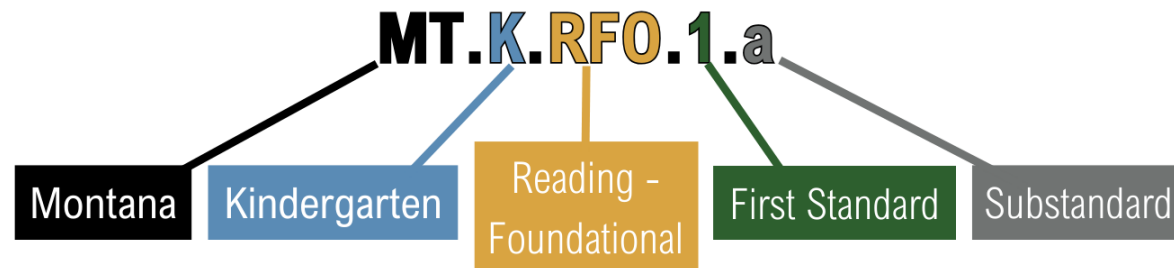 MT.K.RFO.1.a
Montana
Kindergarten
Reading -
Foundational
First Standard
Substandard